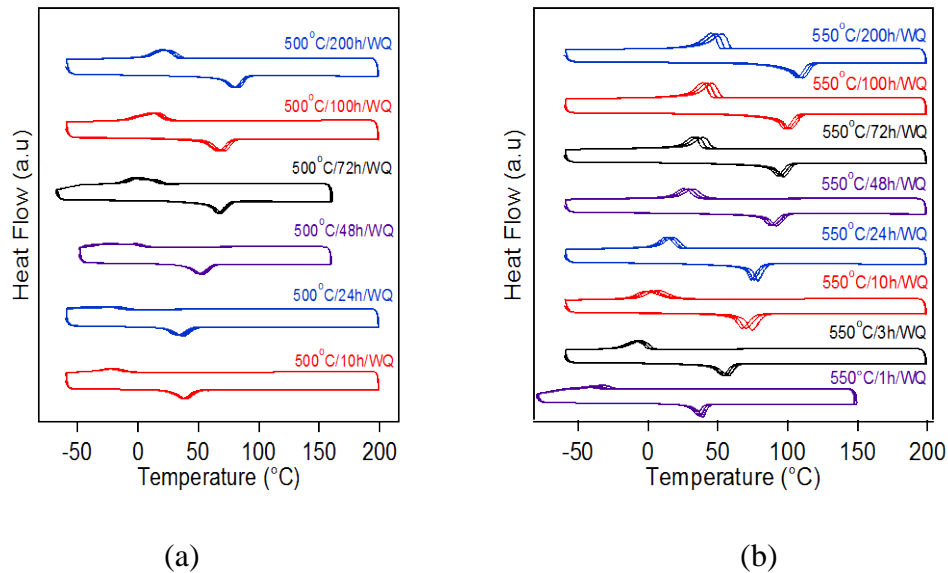 Heat Flow (a.u)
500°C/200h/WQ
500°C/100h/WQ
500°C/72h/WQ
500°C/48h/WQ
500°C/24h/WQ
500°C/10h/WQ
-50 0 50 100 150 200
Temperature (°C)
(a)
Heat Flow (a.u)
550°C/200h/WQ
550°C/100h/WQ
550°C/72h/WQ
550°C/48h/WQ
550°C/24h/WQ
550°C/10h/WQ
550°C/3h/WQ
550°C/1h/WQ
-50 0 50 100 150 200
Temperature (°C)
(b)